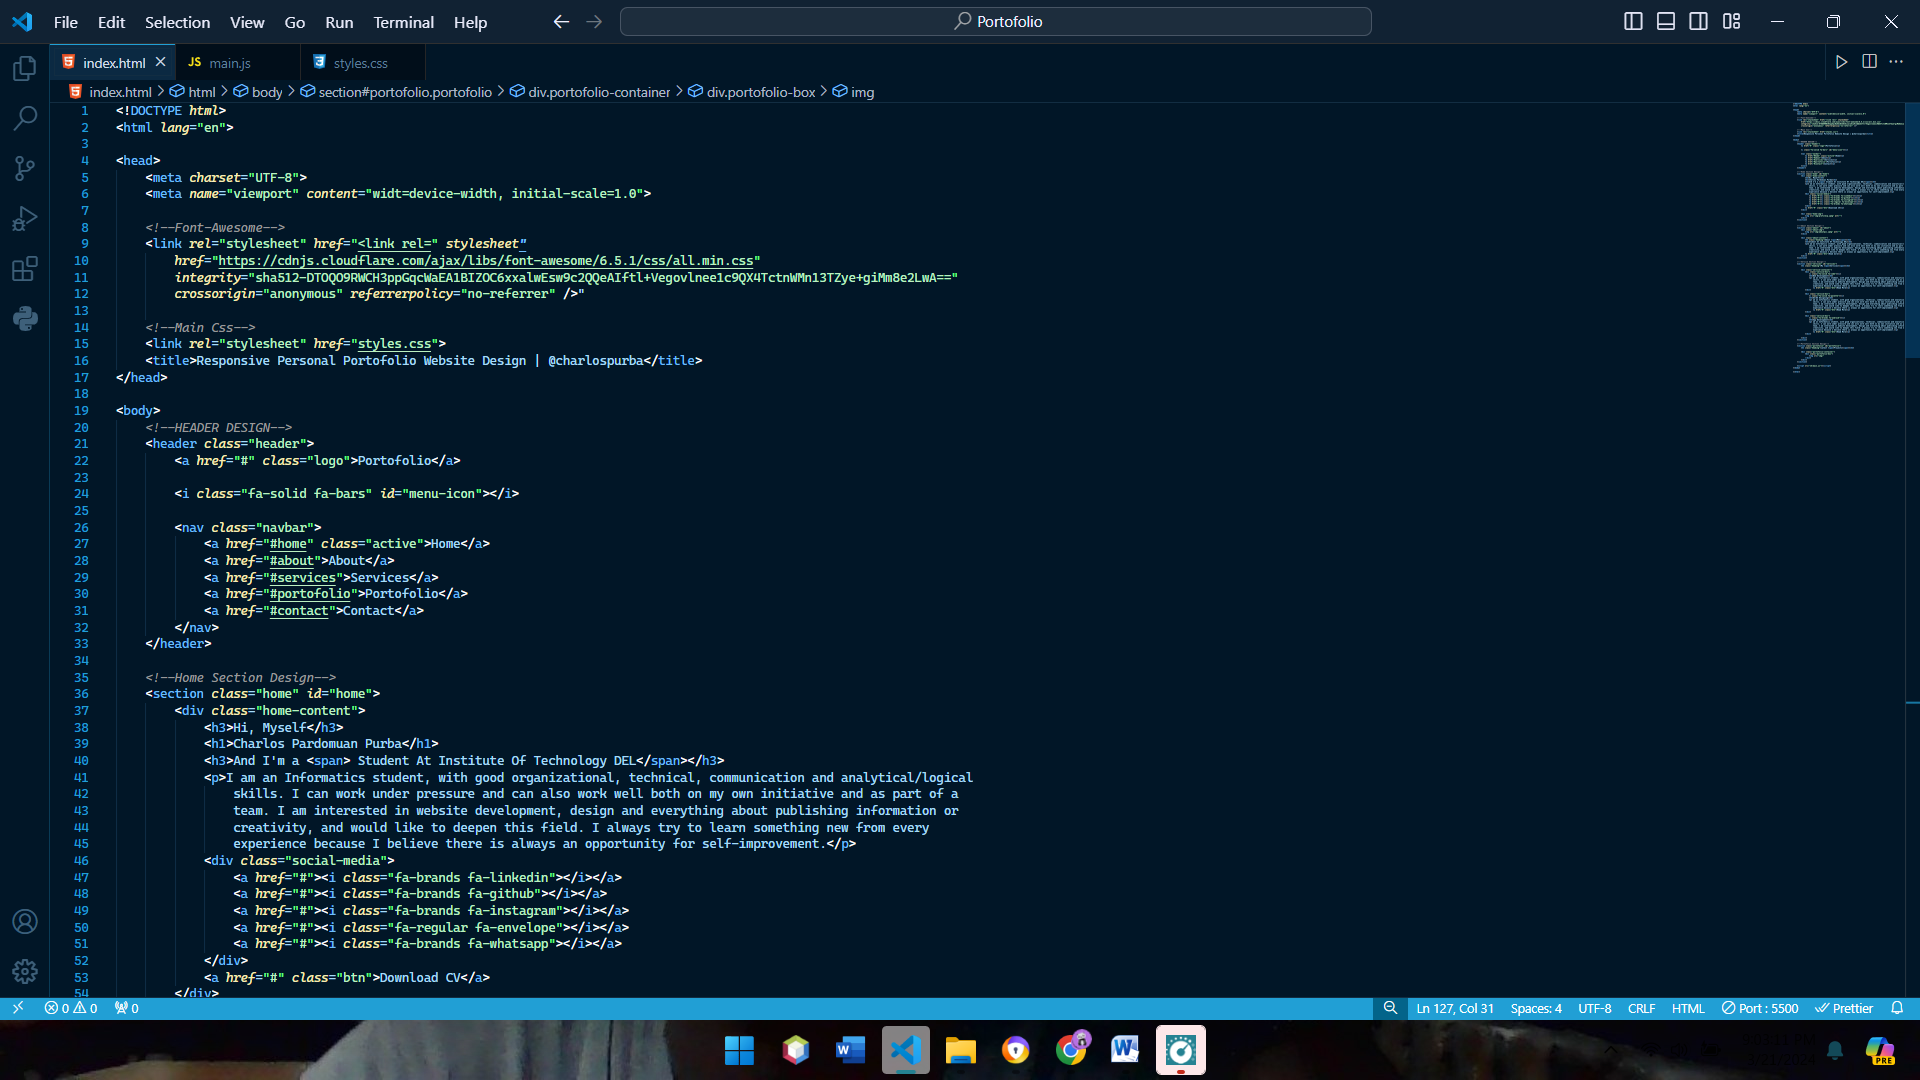 File Edit Selection View Go Run Terminal Help Portofolio
index.html JS main.js styles.css
index.html > html > body > section#portofolio.portofolio > div.portofolio-container > div.portofolio-box > img
1 <!DOCTYPE html>
2 <html lang="en">
3
4 <head>
5 <meta charset="UTF-8">
6 <meta name="viewport" content="widt=device-width, initial-scale=1.0">
7
8 <!--Font-Awesome-->
9 <link rel="stylesheet" href="<link rel=" stylesheet"
10 href="https://cdnjs.cloudflare.com/ajax/libs/font-awesome/6.5.1/css/all.min.css"
11 integrity="sha512-DTOQO9RWCH3ppGqcWaEA1BIZOC6xxalwEsw9c2QQeAIftl+Vegovlnee1c9QX4TctnWMn13TZye+giMm8e2LwA=="
12 crossorigin="anonymous" referrerpolicy="no-referrer" />"
13
14 <!--Main Css-->
15 <link rel="stylesheet" href="styles.css">
16 <title>Responsive Personal Portofolio Website Design | @charlospurba</title>
17 </head>
18
19 <body>
20 <!--HEADER DESIGN-->
21 <header class="header">
22 <a href="#" class="logo">Portofolio</a>
23
24 <i class="fa-solid fa-bars" id="menu-icon"></i>
25
26 <nav class="navbar">
27 <a href="#home" class="active">Home</a>
28 <a href="#about">About</a>
29 <a href="#services">Services</a>
30 <a href="#portofolio">Portofolio</a>
31 <a href="#contact">Contact</a>
32 </nav>
33 </header>
34
35 <!--Home Section Design-->
36 <section class="home" id="home">
37 <div class="home-content">
38 <h3>Hi, Myself</h3>
39 <h1>Charlos Pardomuan Purba</h1>
40 <h3>And I'm a <span> Student At Institute Of Technology DEL</span></h3>
41 <p>I am an Informatics student, with good organizational, technical, communication and analytical/logical
42 skills. I can work under pressure and can also work well both on my own initiative and as part of a
43 team. I am interested in website development, design and everything about publishing information or
44 creativity, and would like to deepen this field. I always try to learn something new from every
45 experience because I believe there is always an opportunity for self-improvement.</p>
46 <div class="social-media">
47 <a href="#"><i class="fa-brands fa-linkedin"></i></a>
48 <a href="#"><i class="fa-brands fa-github"></i></a>
49 <a href="#"><i class="fa-brands fa-instagram"></i></a>
50 <a href="#"><i class="fa-regular fa-envelope"></i></a>
51 <a href="#"><i class="fa-brands fa-whatsapp"></i></a>
52 </div>
53 <a href="#" class="btn">Download CV</a>
54 </div>
0 0 0 Ln 127, Col 31 Spaces: 4 UTF-8 CRLF HTML Port : 5500 Prettier
PRE